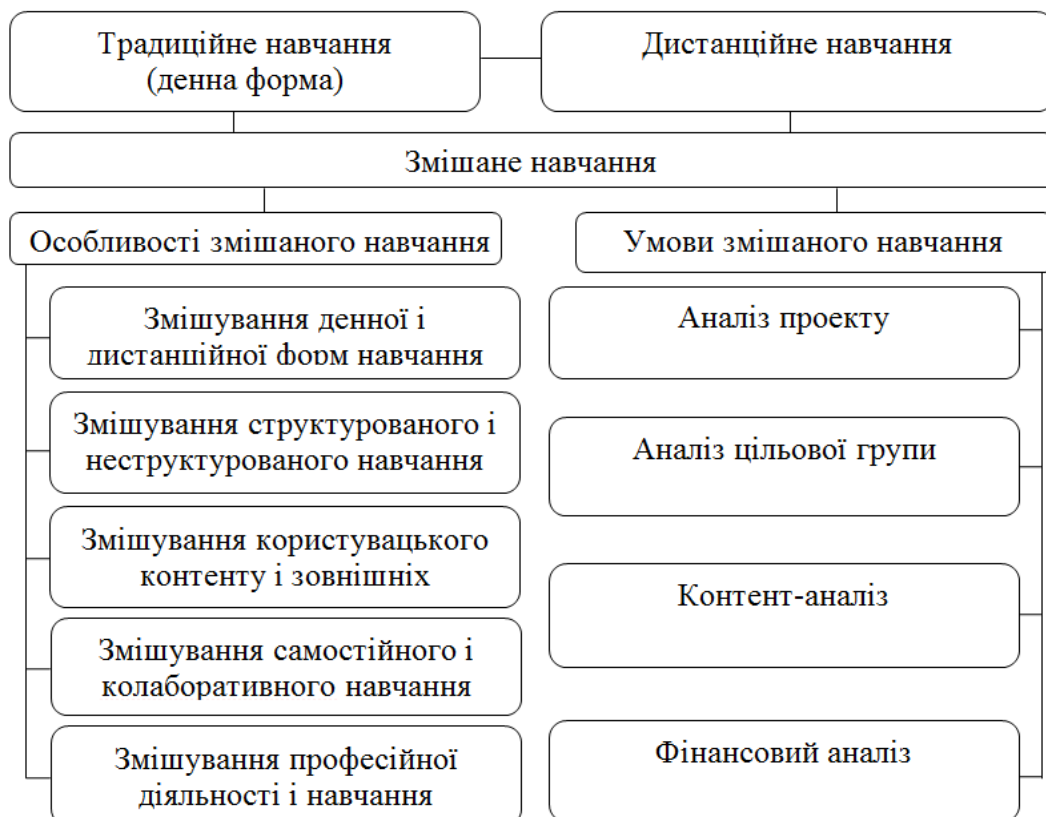 Традиційне навчання
(денна форма)
Дистанційне навчання
Змішане навчання
Особливості змішаного навчання
Змішування денної і
дистанційної форм навчання
Змішування структурованого і
неструктурованого навчання
Змішування користувацького
контенту і зовнішніх
Змішування самостійного і
колаборативного навчання
Змішування професійної
діяльності і навчання
Умови змішаного навчання
Аналіз проекту
Аналіз цільової групи
Контент-аналіз
Фінансовий аналіз